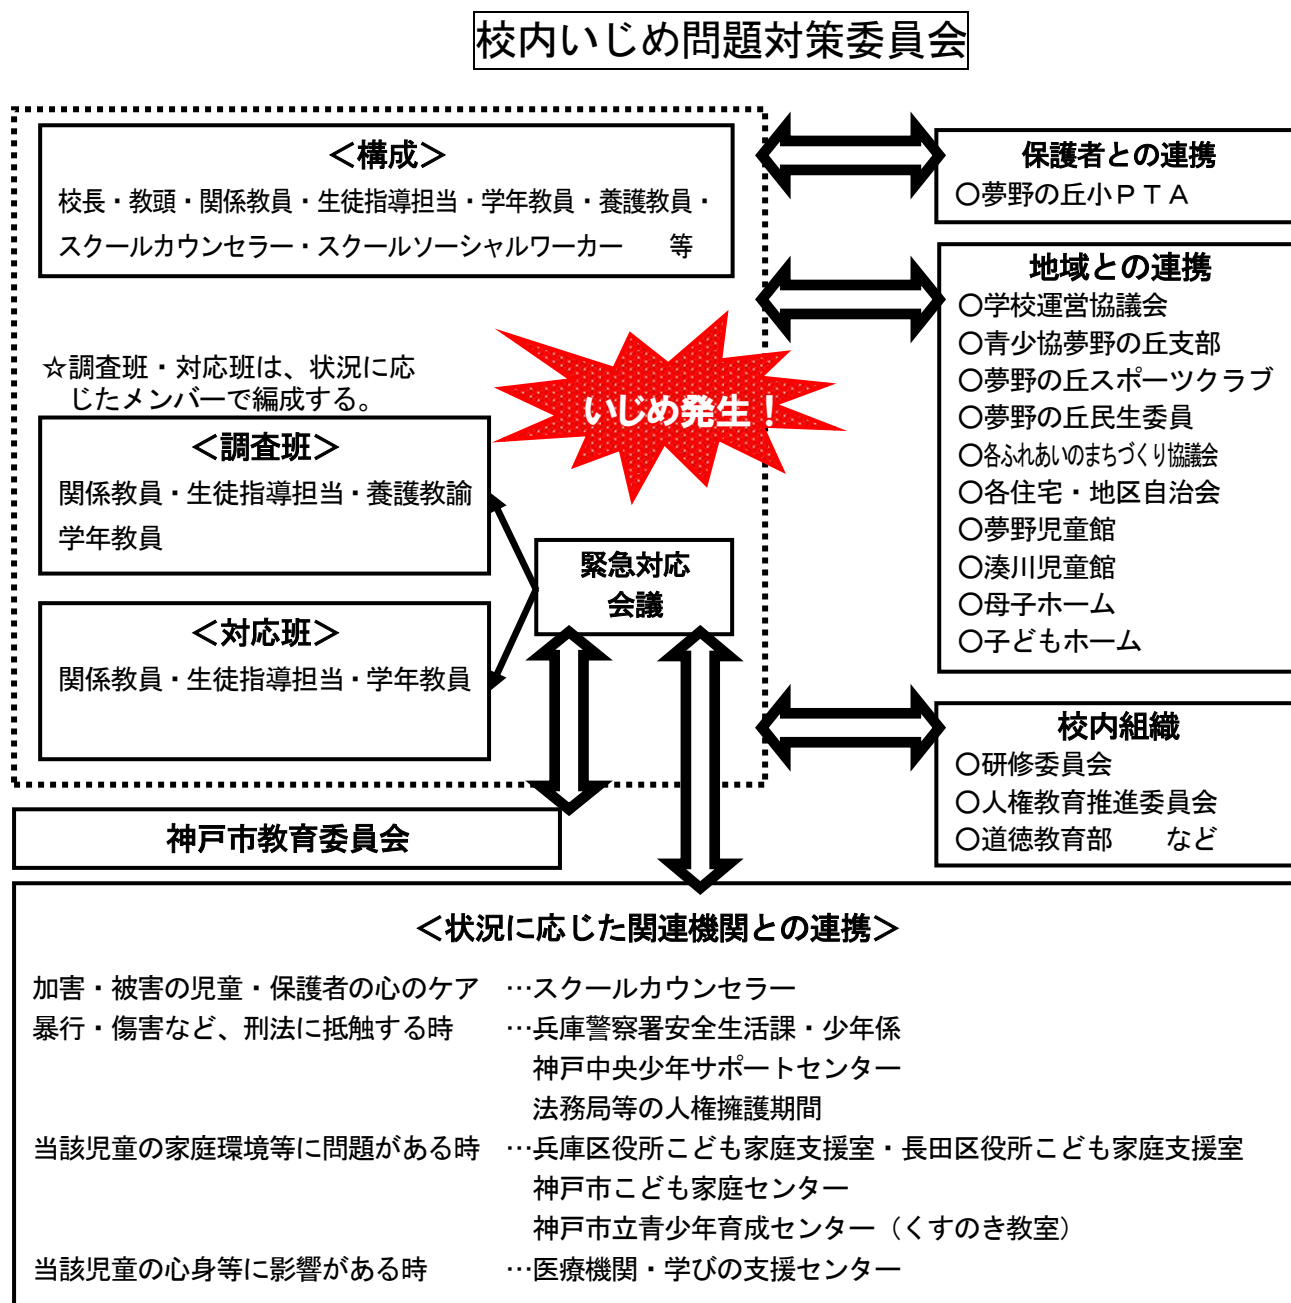 校内いじめ問題対策委員会
＜構成＞
校長・教頭・関係教員・生徒指導担当・学年教員・養護教員・
スクールカウンセラー・スクールソーシャルワーカー　　等
☆調査班・対応班は、状況に応
じたメンバーで編成する。
＜調査班＞
関係教員・生徒指導担当・養護教諭
学年教員
＜対応班＞
関係教員・生徒指導担当・学年教員
いじめ発生！
緊急対応
会議
保護者との連携
〇夢野の丘小ＰＴＡ
地域との連携
〇学校運営協議会
〇青少協夢野の丘支部
〇夢野の丘スポーツクラブ
〇夢野の丘民生委員
〇各ふれあいのまちづくり協議会
〇各住宅・地区自治会
〇夢野児童館
〇湊川児童館
〇母子ホーム
〇子どもホーム
校内組織
〇研修委員会
〇人権教育推進委員会
〇道徳教育部　　など
神戸市教育委員会
＜状況に応じた関連機関との連携＞
加害・被害の児童・保護者の心のケア　…スクールカウンセラー
暴行・傷害など、刑法に抵触する時　　…兵庫警察署安全生活課・少年係
神戸中央少年サポートセンター
法務局等の人権擁護期間
当該児童の家庭環境等に問題がある時　…兵庫区役所こども家庭支援室・長田区役所こども家庭支援室
神戸市こども家庭センター
神戸市立青少年育成センター（くすのき教室）
当該児童の心身等に影響がある時　　　…医療機関・学びの支援センター